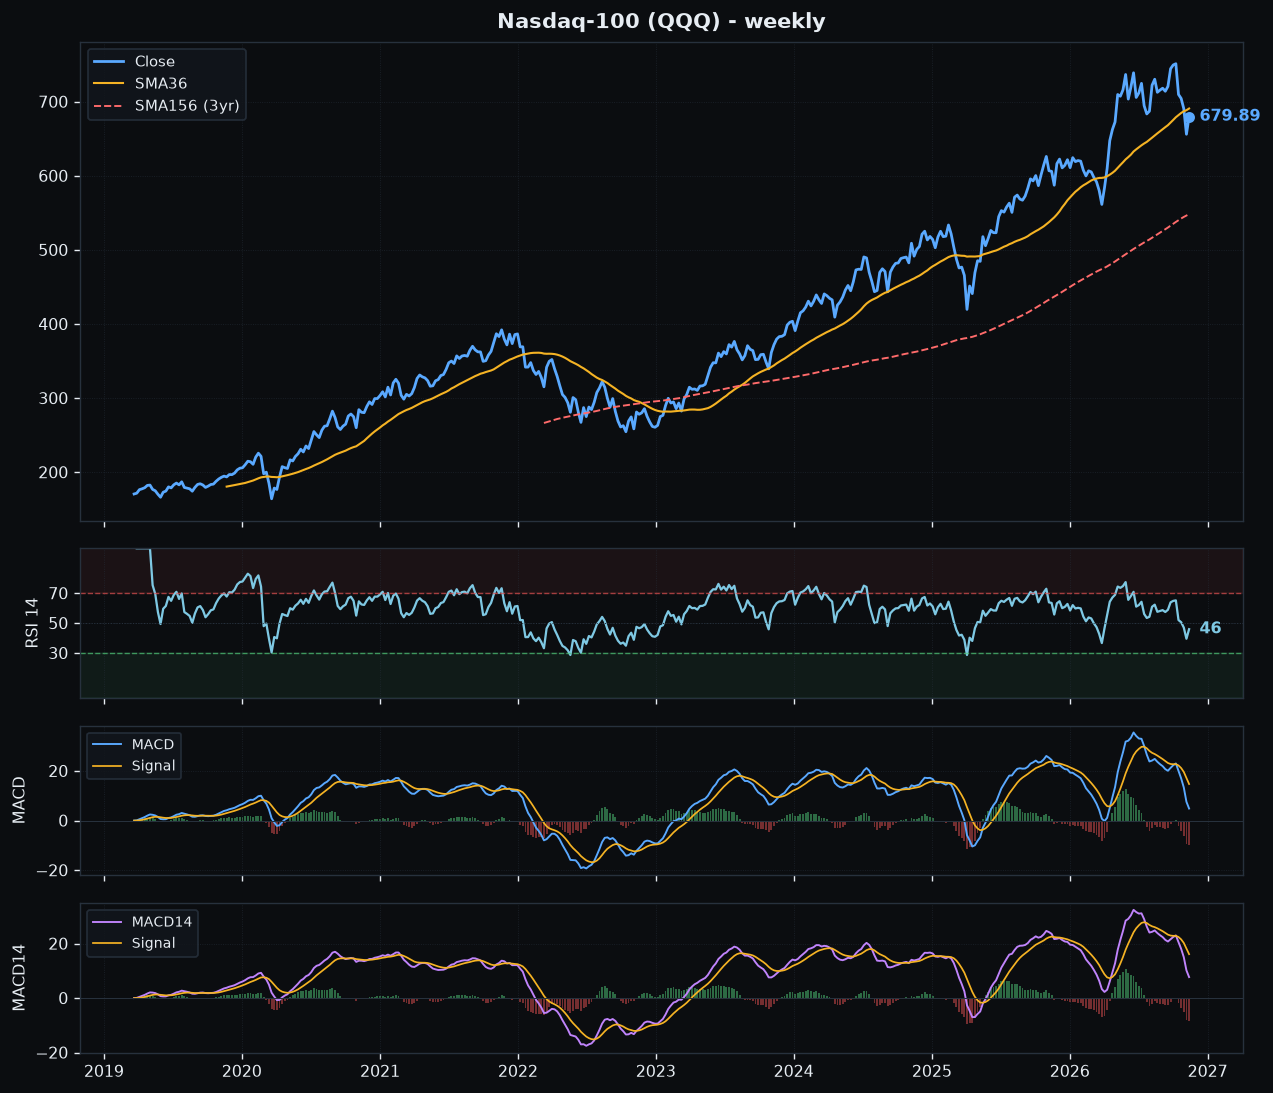 Nasdaq-100 (QQQ) - weekly
Close
SMA36
SMA156 (3yr)
700
600
500
400
300
200
679.89
RSI 14
70
50
30
46
MACD
MACD
Signal
20
0
−20
MACD14
MACD14
Signal
20
0
−20
2019 2020 2021 2022 2023 2024 2025 2026 2027